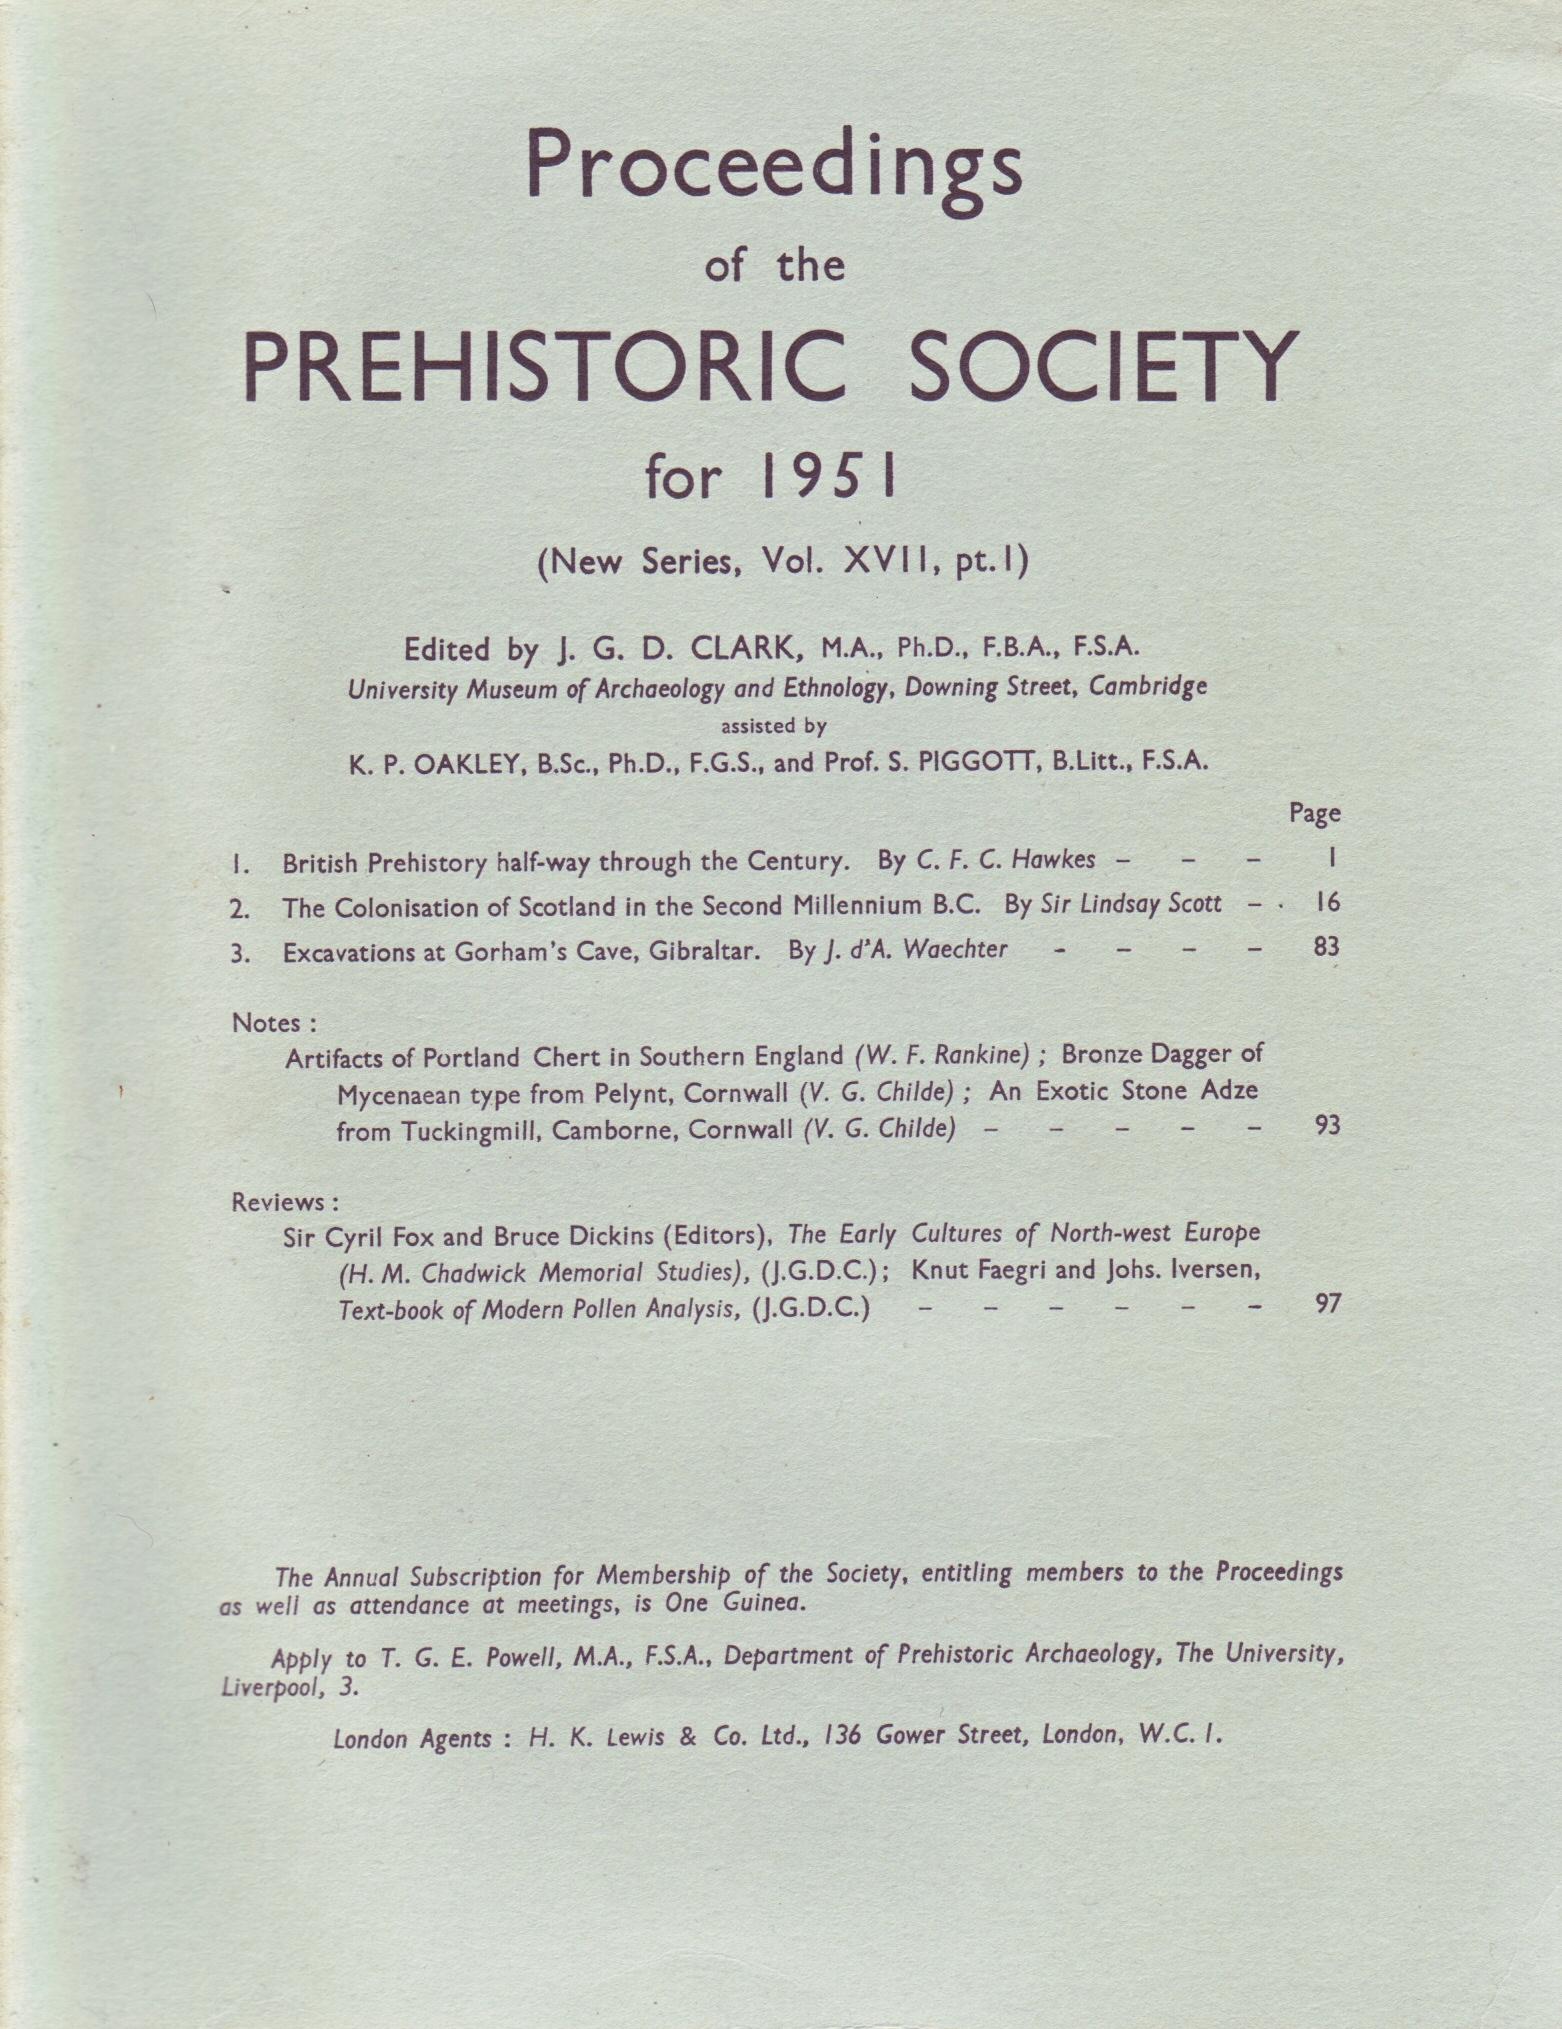 Proceedings
of the
PREHISTORIC SOCIETY
for 1951
(New Series, Vol. XVII, pt. I)
Edited by J. G. D. CLARK, M.A., Ph.D., F.B.A., F.S.A.
University Museum of Archaeology and Ethnology, Downing Street, Cambridge
assisted by
K. P. OAKLEY, B.Sc., Ph.D., F.G.S., and Prof. S. PIGGOTT, B.Litt., F.S.A.
Page
1. British Prehistory half-way through the Century. By C. F. C. Hawkes – – – 1
2. The Colonisation of Scotland in the Second Millennium B.C. By Sir Lindsay Scott – - 16
3. Excavations at Gorham's Cave, Gibraltar. By J. d'A. Waechter - – – – 83
Notes :
Artifacts of Portland Chert in Southern England (W. F. Rankine) ; Bronze Dagger of
Mycenaean type from Pelynt, Cornwall (V. G. Childe) ; An Exotic Stone Adze
from Tuckingmill, Camborne, Cornwall (V. G. Childe) – – – – – 93
Reviews :
Sir Cyril Fox and Bruce Dickins (Editors), The Early Cultures of North-west Europe
(H. M. Chadwick Memorial Studies), (J.G.D.C.) ; Knut Faegri and Johs. Iversen,
Text-book of Modern Pollen Analysis, (J.G.D.C.) – – – – – – 97
The Annual Subscription for Membership of the Society, entitling members to the Proceedings
as well as attendance at meetings, is One Guinea.
Apply to T. G. E. Powell, M.A., F.S.A., Department of Prehistoric Archaeology, The University,
Liverpool, 3.
London Agents : H. K. Lewis & Co. Ltd., 136 Gower Street, London, W.C. 1.